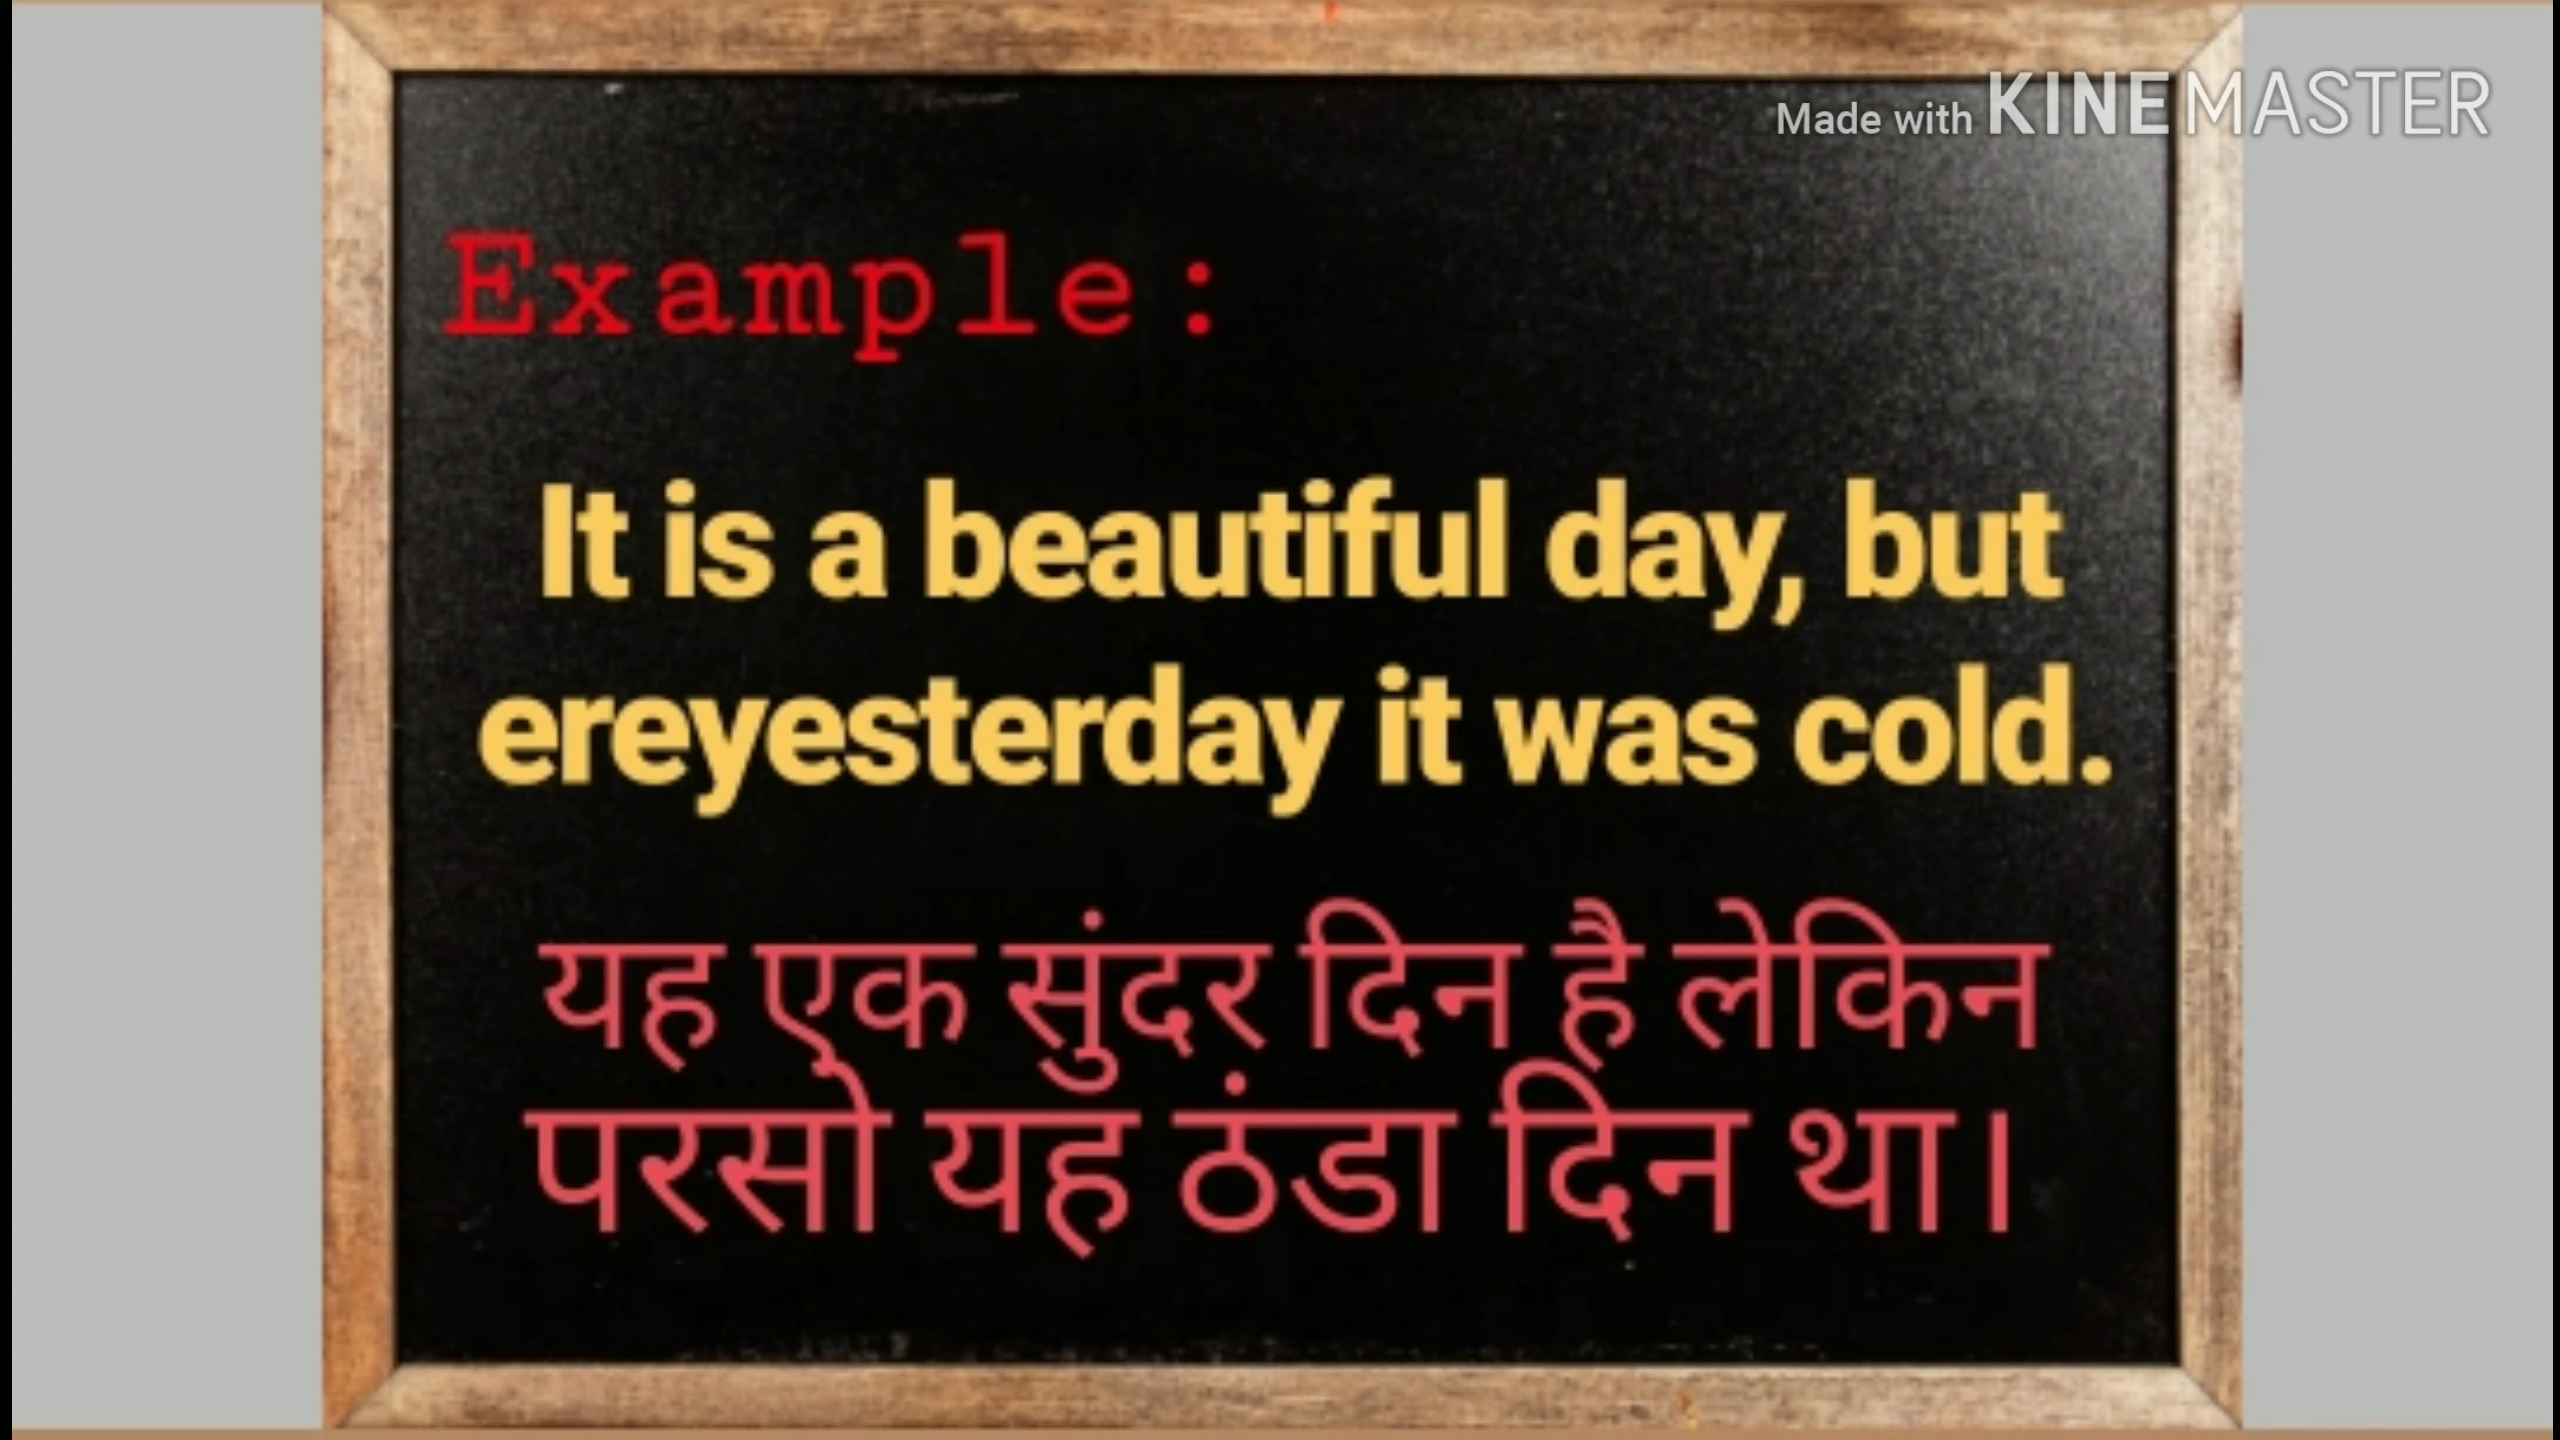 Made with KINEMASTER
Example:
It is a beautiful day, but
ereyesterday it was cold.
यह एक सुंदर दिन है लेकिन
परसो यह ठंडा दिन था।